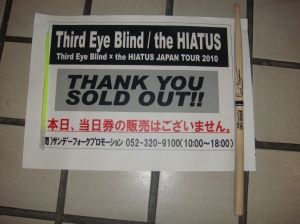 Third Eye Blind / the HIATUS
Third Eye Blind × the HIATUS JAPAN TOUR 2010
THANK YOU
SOLD OUT!!
本日、当日券の販売はございません。
㈲サンデーフォークプロモーション 052-320-9100(10:00～18:00)